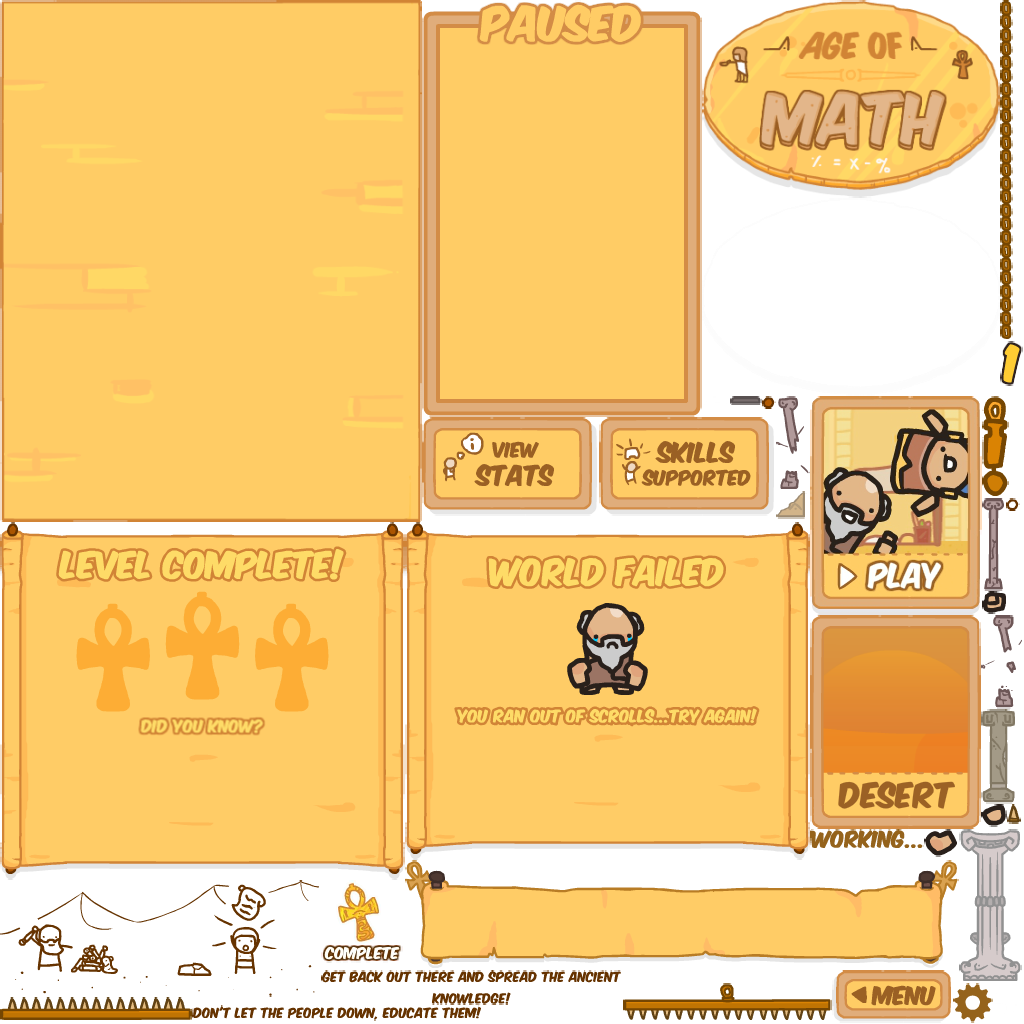 PAUSED
AGE OF
MATH
% = x - %
VIEW
STATS
SKILLS
SUPPORTED
PLAY
LEVEL COMPLETE!
DID YOU KNOW?
WORLD FAILED
YOU RAN OUT OF SCROLLS...TRY AGAIN!
DESERT
WORKING...
COMPLETE
GET BACK OUT THERE AND SPREAD THE ANCIENT
KNOWLEDGE!
DON'T LET THE PEOPLE DOWN, EDUCATE THEM!
MENU
1